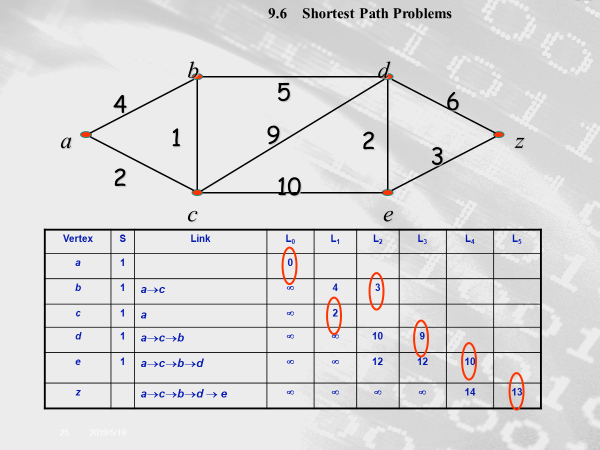 9.6 Shortest Path Problems
b
d
5
4
6
a
1
9
2
z
2
3
10
c
e
Vertex S Link L₀ L₁ L₂ L₃ L₄ L₅
a 1 0
b 1 a→c ∞ 4 3
c 1 a ∞ 2
d 1 a→c→b ∞ ∞ 10 9
e 1 a→c→b→d ∞ ∞ 12 12 10
z a→c→b→d → e ∞ ∞ ∞ ∞ 14 13